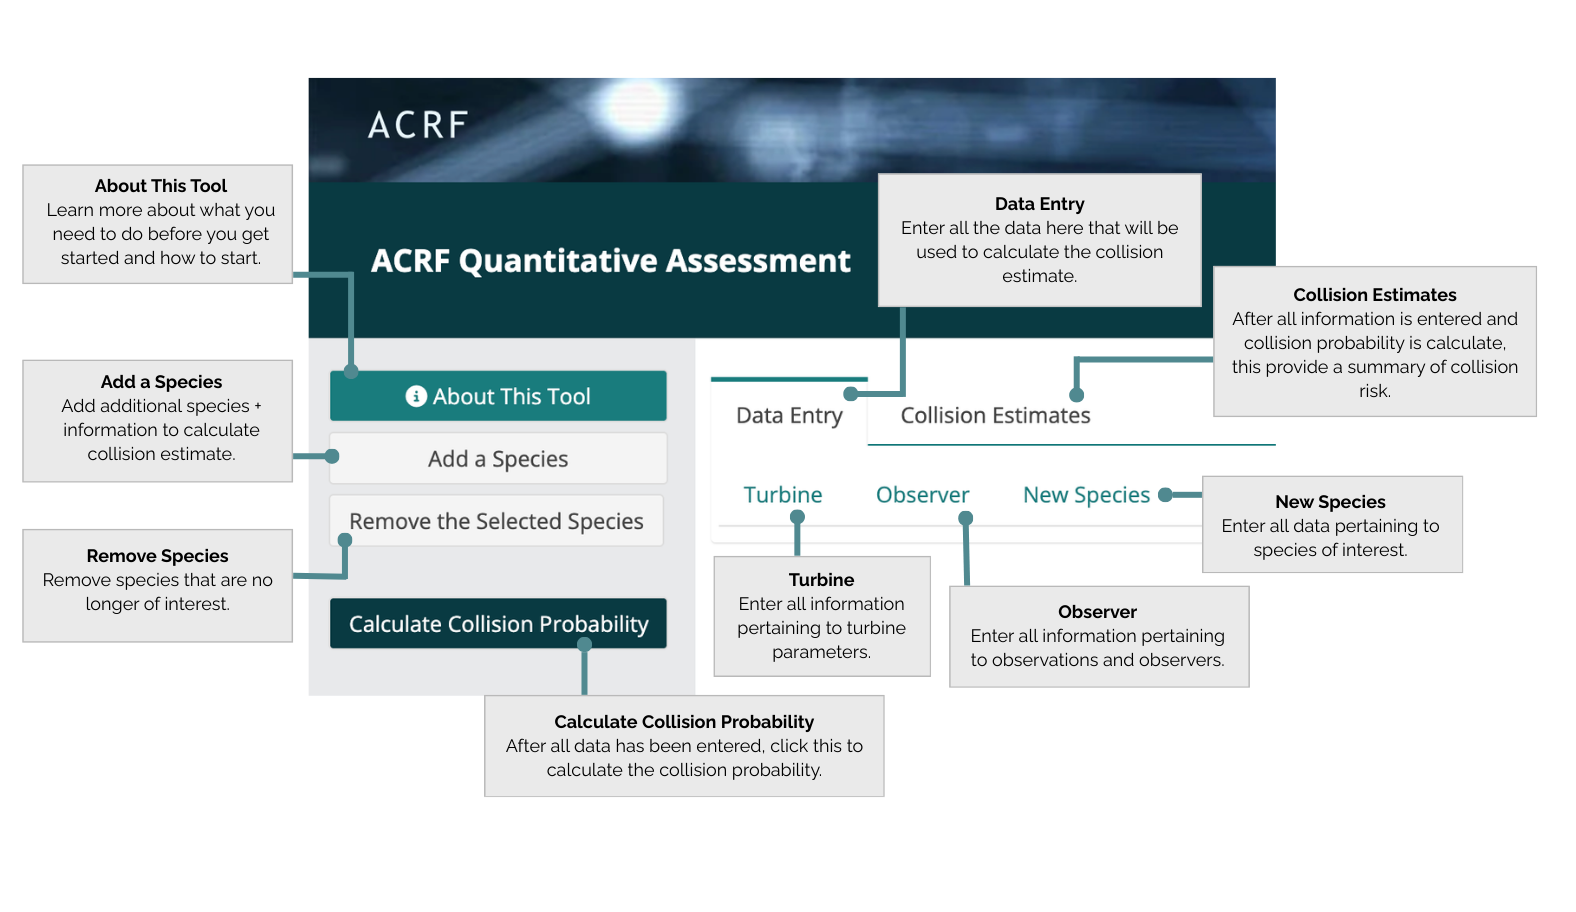 ACRF
ACRF Quantitative Assessment
About This Tool
Learn more about what you
need to do before you get
started and how to start.
Add a Species
Add additional species +
information to calculate
collision estimate.
Remove Species
Remove species that are no
longer of interest.
About This Tool
Add a Species
Remove the Selected Species
Calculate Collision Probability
Calculate Collision Probability
After all data has been entered, click this to
calculate the collision probability.
Data Entry
Enter all the data here that will be
used to calculate the collision
estimate.
Collision Estimates
After all information is entered and
collision probability is calculate,
this provide a summary of collision
risk.
Data Entry
Collision Estimates
Turbine
Observer
New Species
New Species
Enter all data pertaining to
species of interest.
Turbine
Enter all information
pertaining to turbine
parameters.
Observer
Enter all information pertaining
to observations and observers.